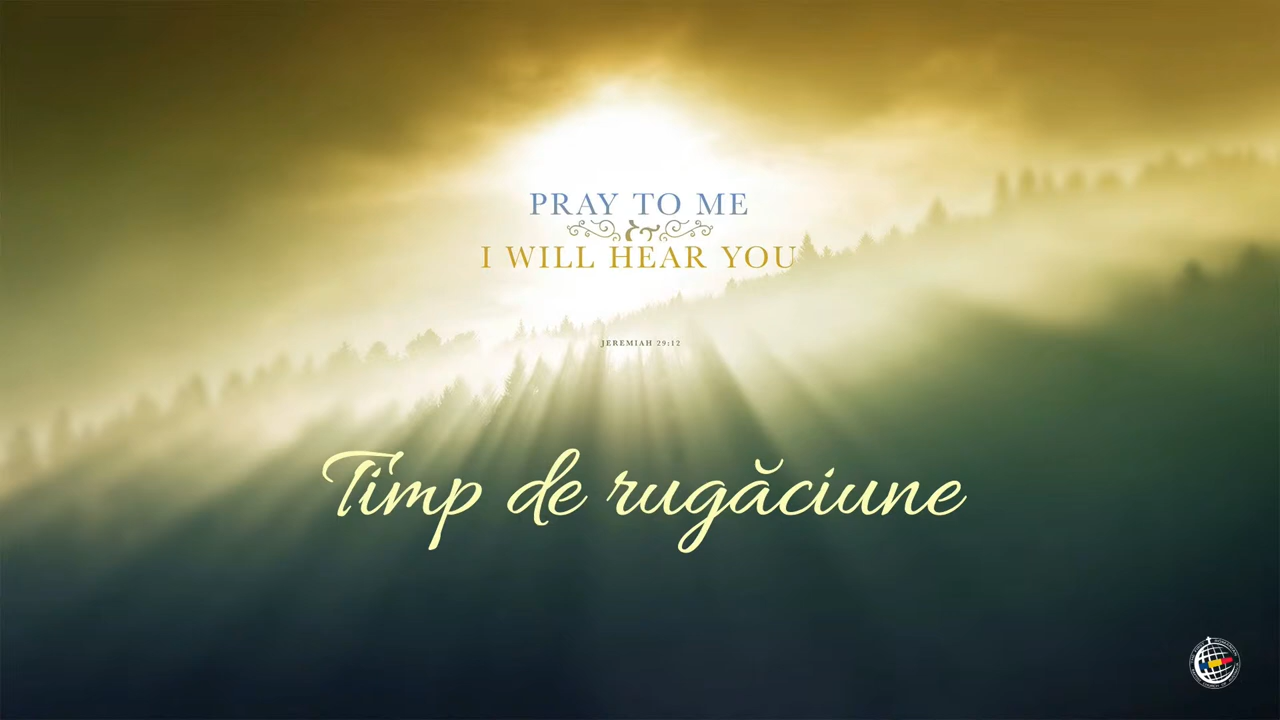 PRAY TO ME
&
I WILL HEAR YOU
JEREMIAH 29:12
Timp de rugăciune